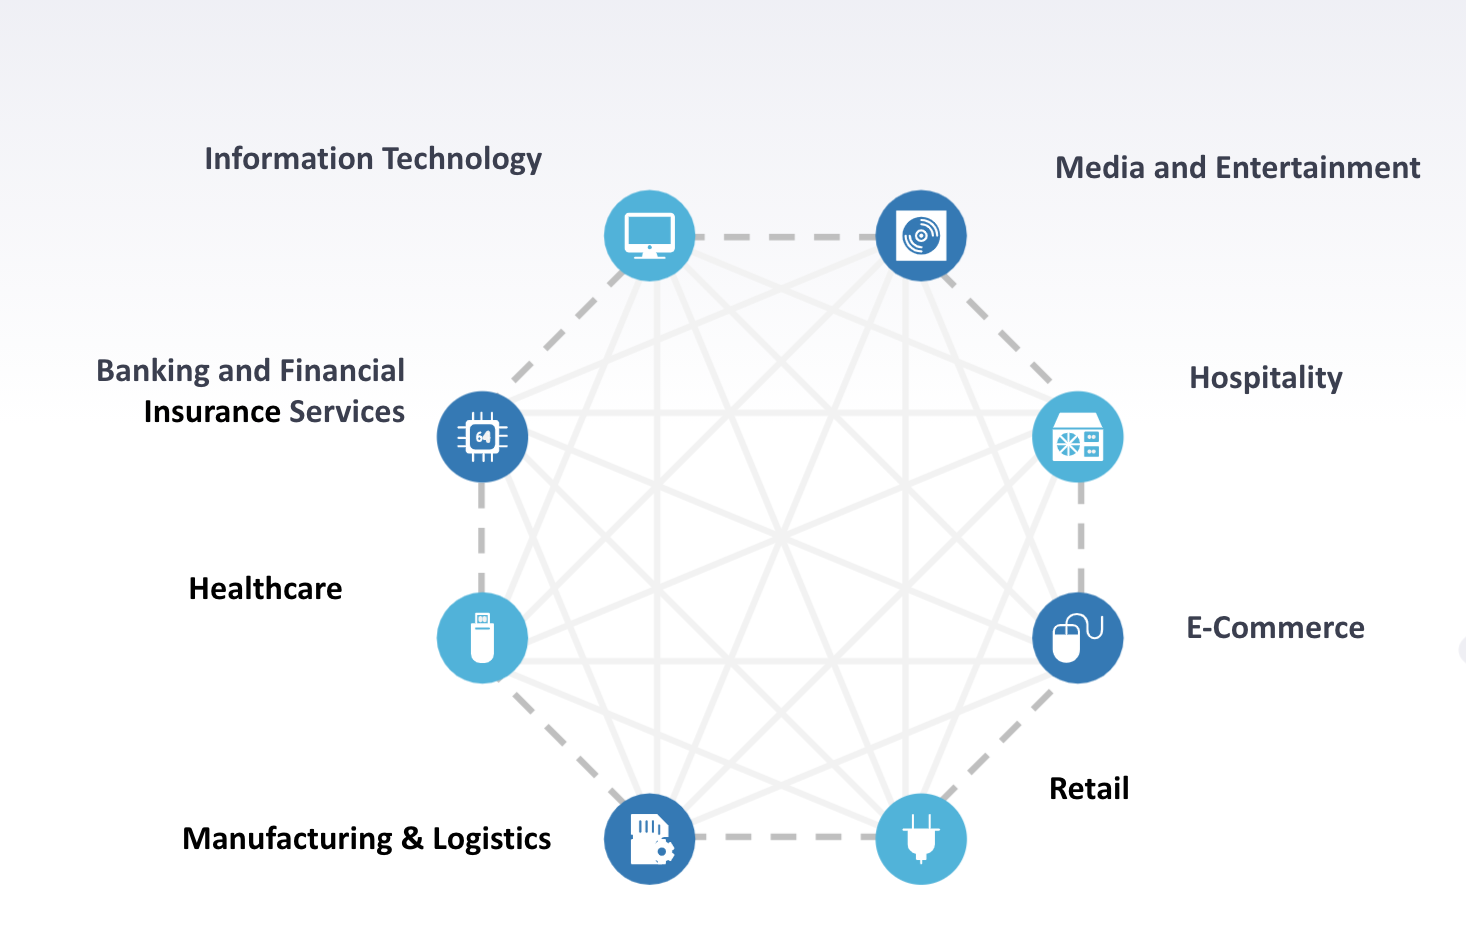 Information Technology
Media and Entertainment
Banking and Financial
Insurance Services
Hospitality
64
Healthcare
E-Commerce
Retail
Manufacturing & Logistics